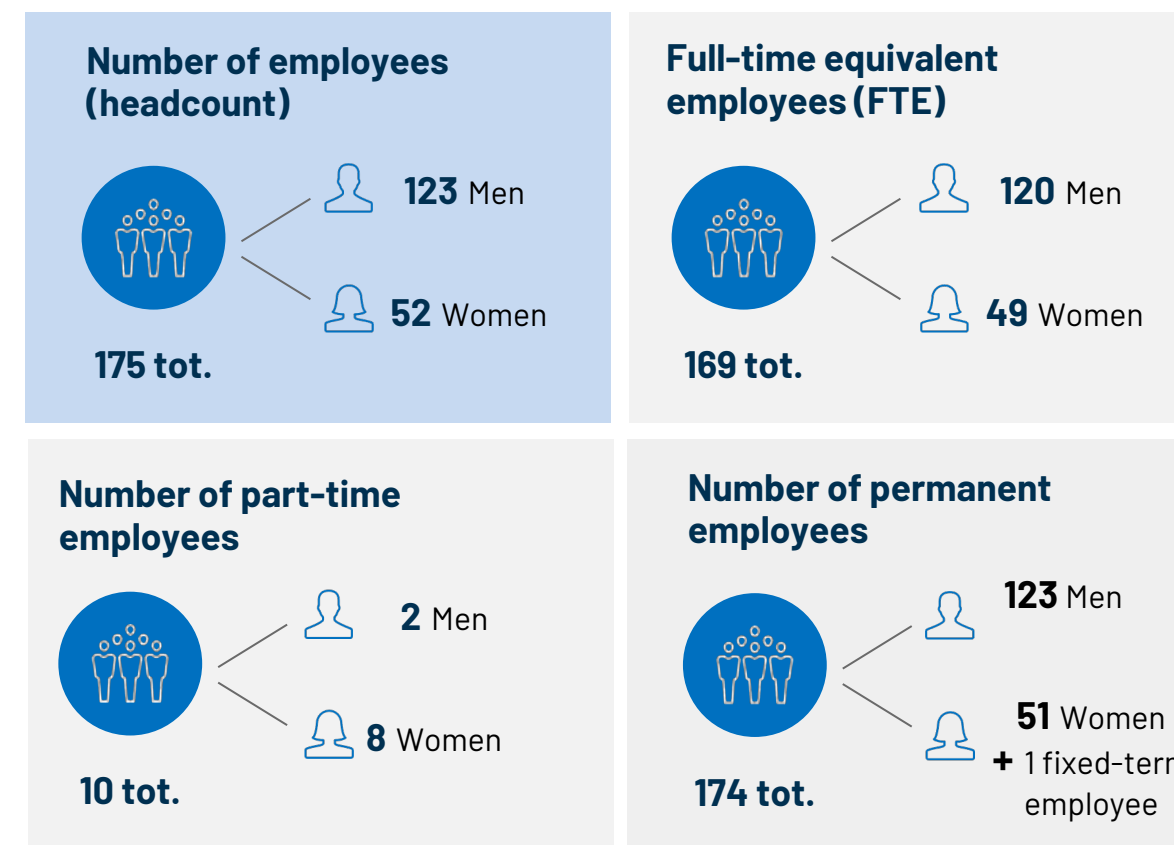 Number of employees
(headcount)
123 Men
52 Women
175 tot.
Full-time equivalent
employees (FTE)
120 Men
49 Women
169 tot.
Number of part-time
employees
2 Men
8 Women
10 tot.
Number of permanent
employees
123 Men
51 Women
+ 1 fixed-ter
employee
174 tot.